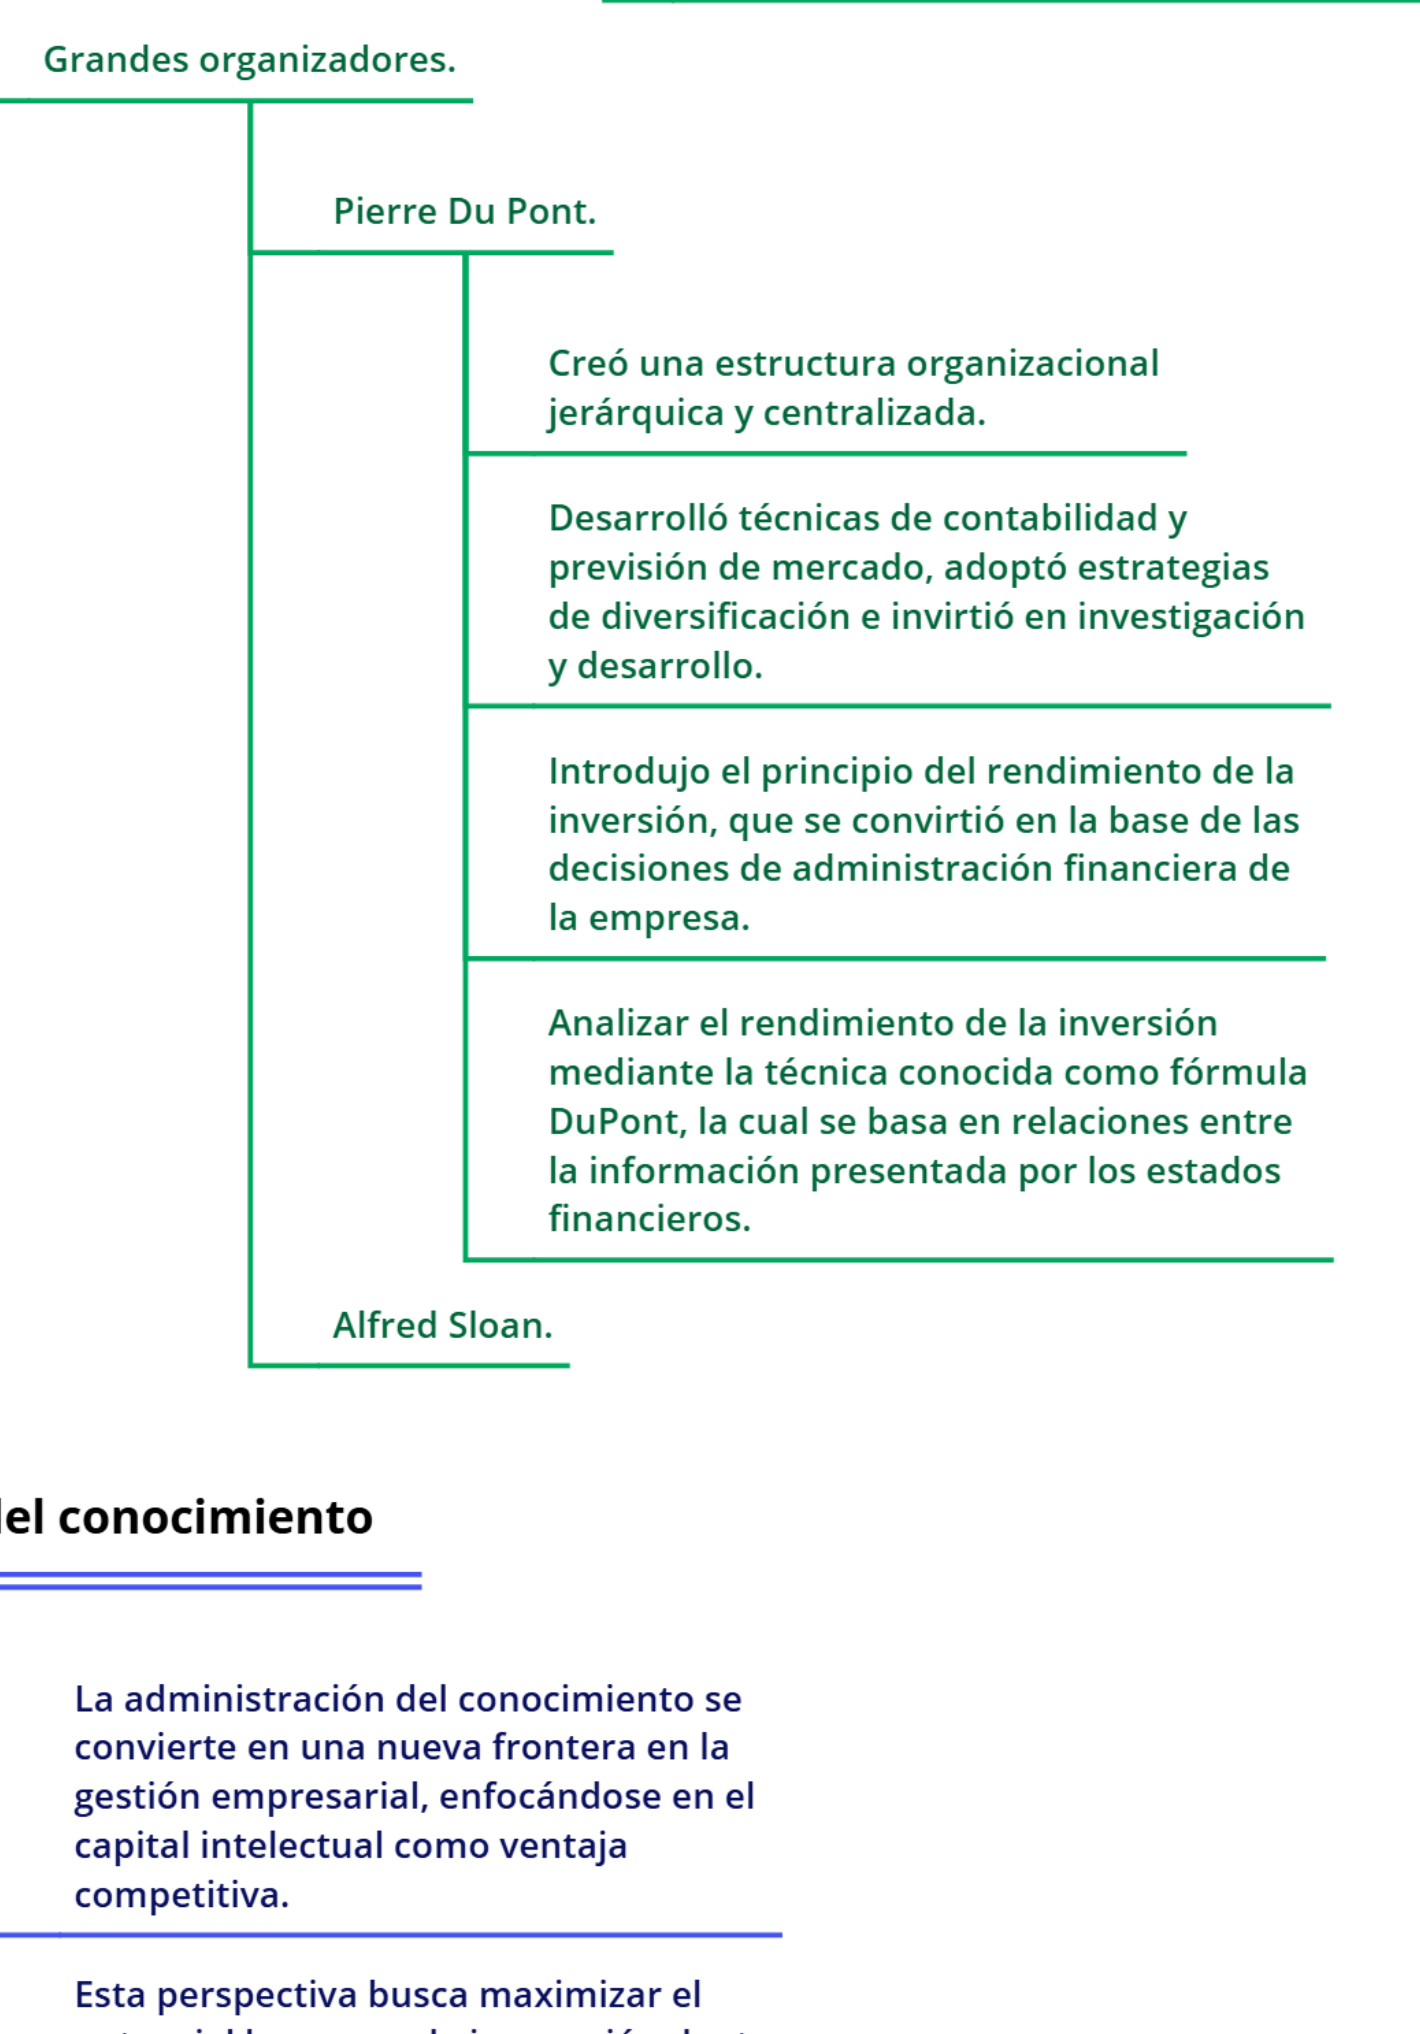 Grandes organizadores.
Pierre Du Pont.
Creó una estructura organizacional
jerárquica y centralizada.
Desarrolló técnicas de contabilidad y
previsión de mercado, adoptó estrategias
de diversificación e invirtió en investigación
y desarrollo.
Introdujo el principio del rendimiento de la
inversión, que se convirtió en la base de las
decisiones de administración financiera de
la empresa.
Analizar el rendimiento de la inversión
mediante la técnica conocida como fórmula
DuPont, la cual se basa en relaciones entre
la información presentada por los estados
financieros.
Alfred Sloan.
conocimiento
La administración del conocimiento se
convierte en una nueva frontera en la
gestión empresarial, enfocándose en el
capital intelectual como ventaja
competitiva.
Esta perspectiva busca maximizar el